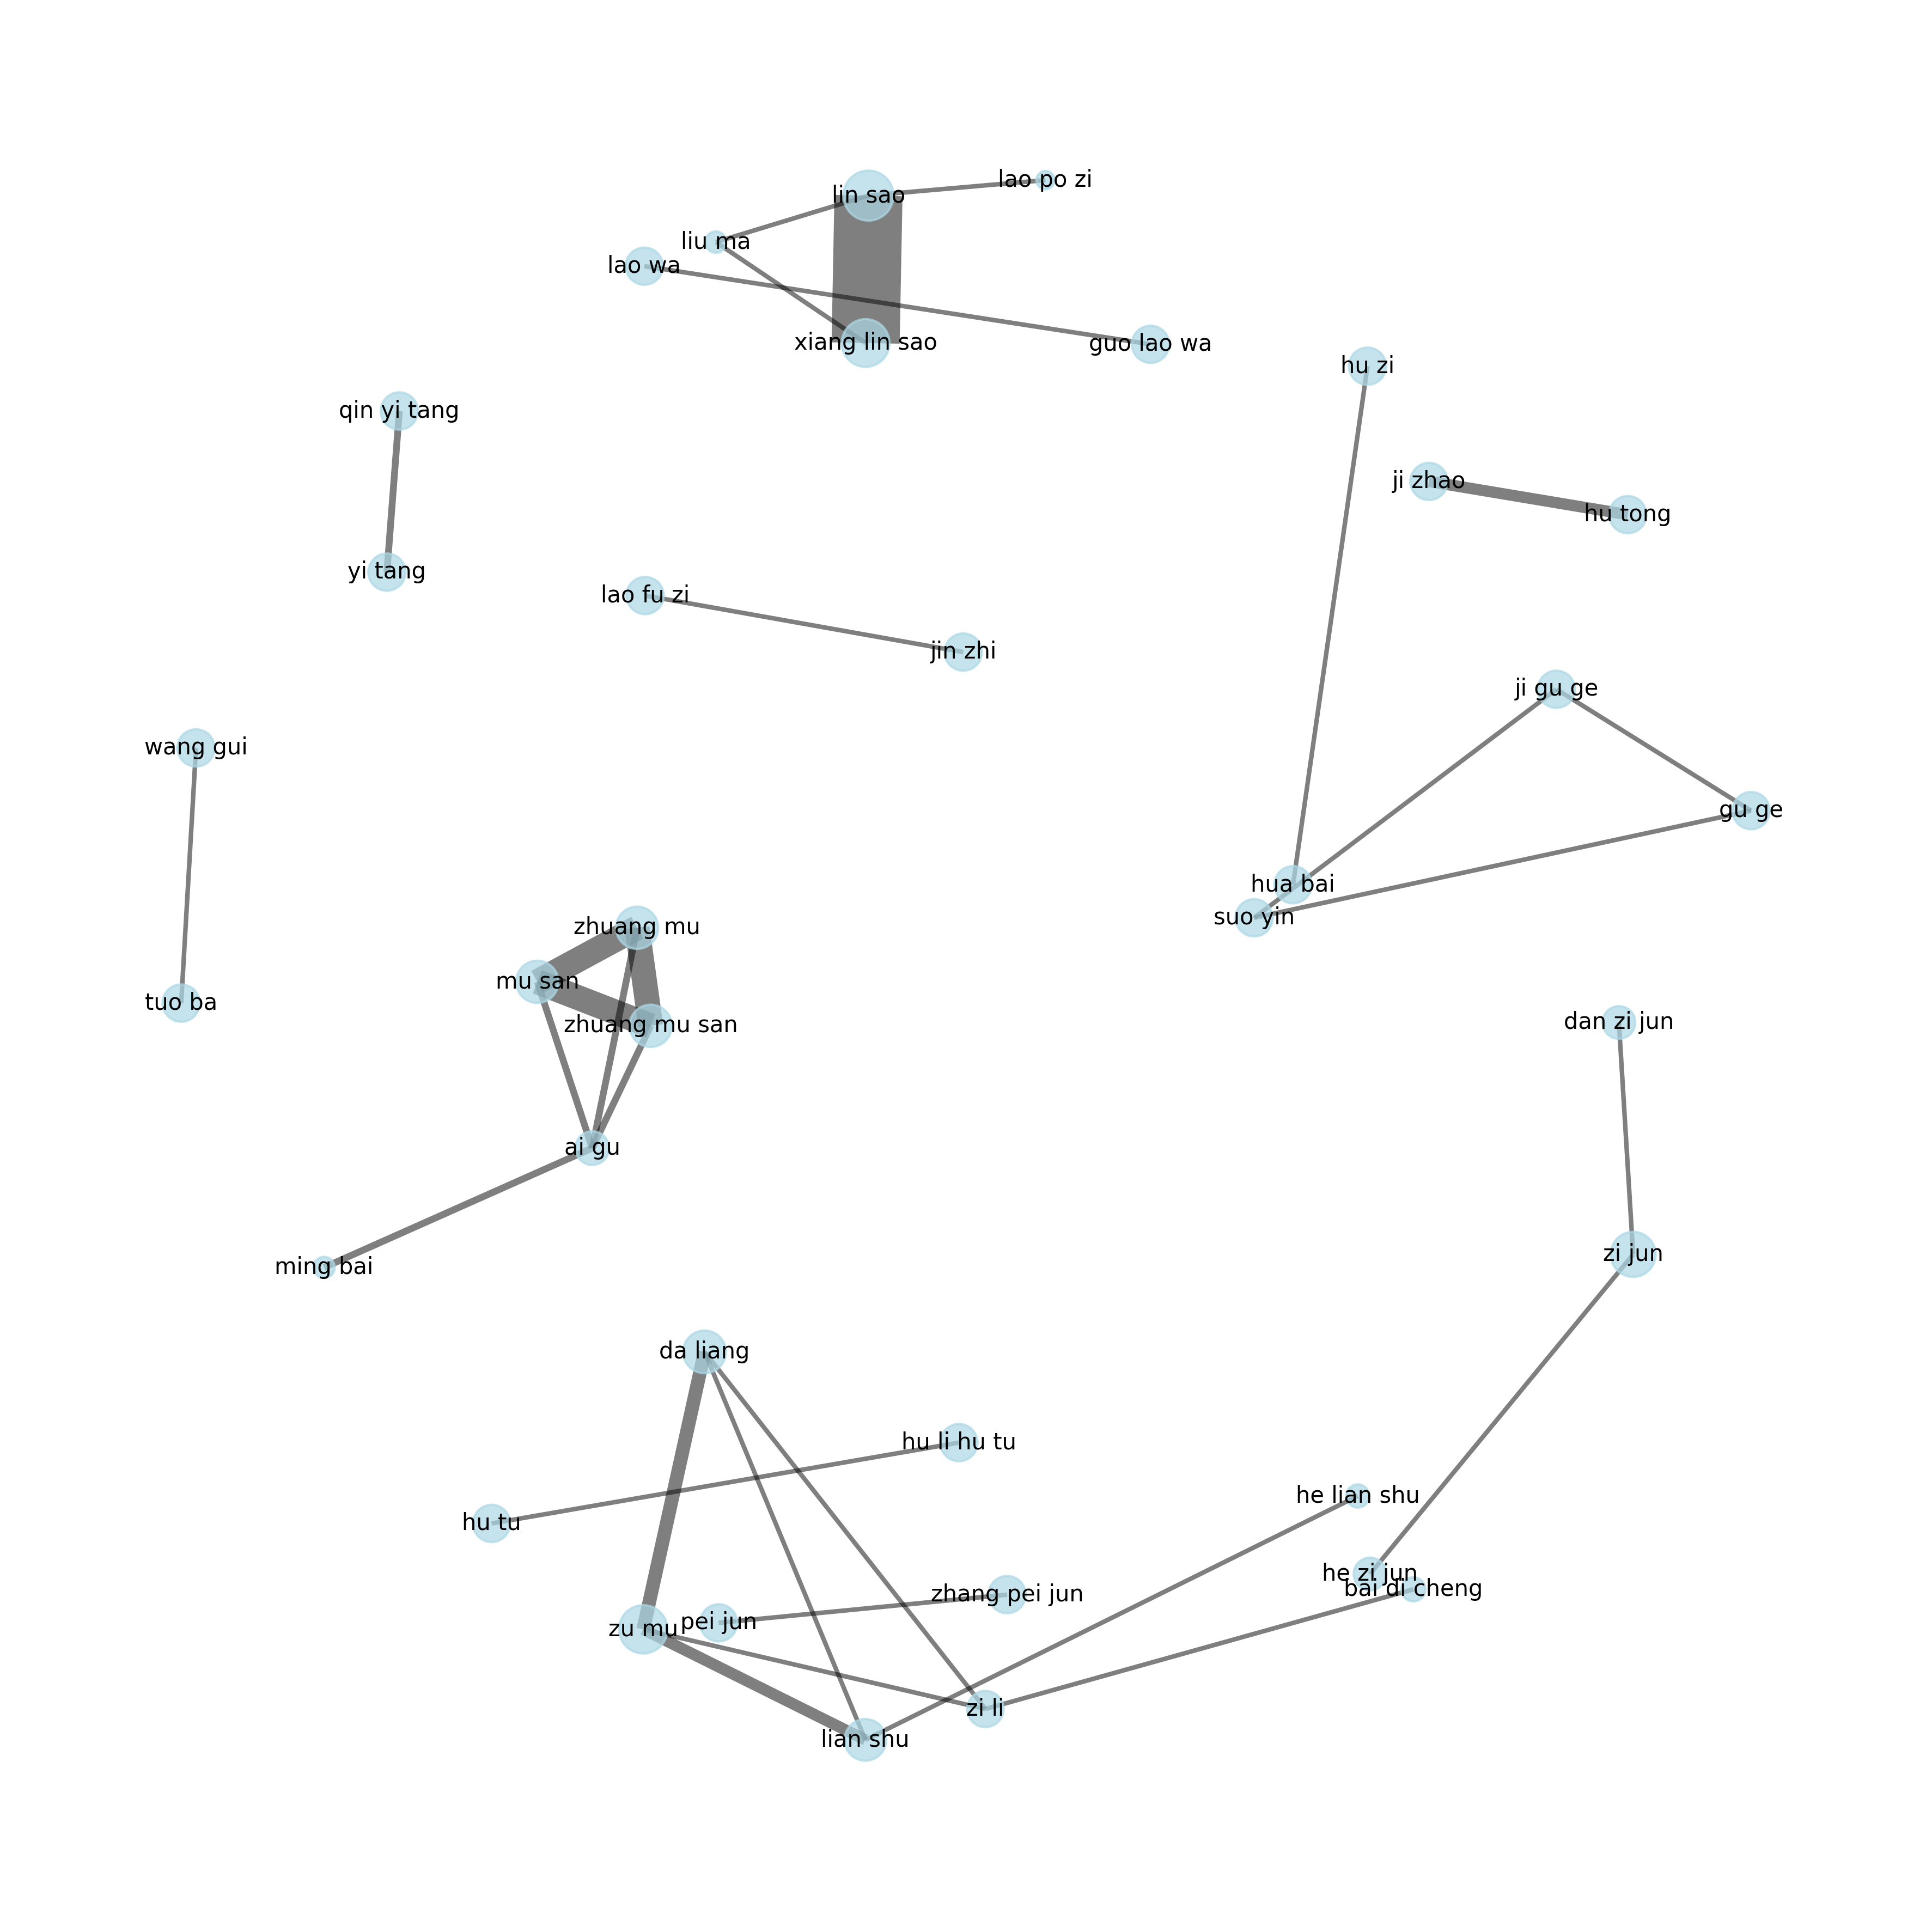 lao po zi
lin sao
liu ma
lao wa
xiang lin sao
guo lao wa
hu zi
qin yi tang
ji zhao
hu tong
yi tang
lao fu zi
jin zhi
ji gu ge
wang gui
gu ge
hua bai
suo yin
zhuang mu
mu san
tuo ba
zhuang mu san
dan zi jun
ai gu
zi jun
ming bai
da liang
hu li hu tu
he lian shu
hu tu
he zi jun
bai di cheng
zhang pei jun
pei jun
zu mu
zi li
lian shu